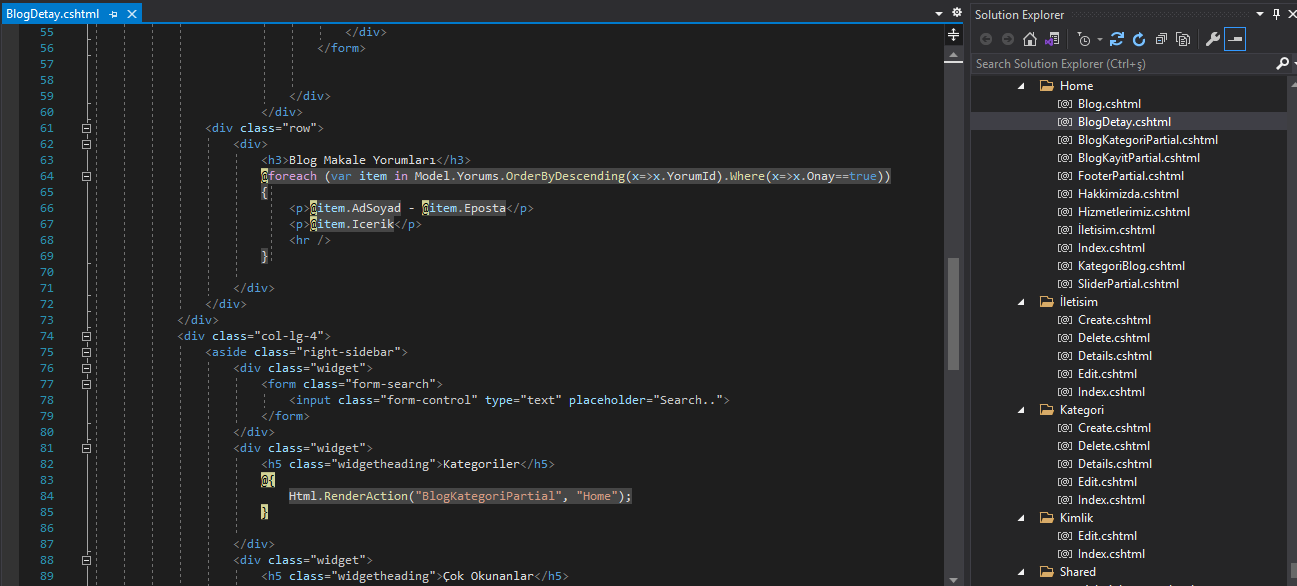 BlogDetay.cshtml
55 </div>
56 </form>
57
58
59 </div>
60 </div>
61 <div class="row">
62 <div>
63 <h3>Blog Makale Yorumları</h3>
64 @foreach (var item in Model.Yorums.OrderByDescending(x=>x.YorumId).Where(x=>x.Onay==true))
65 {
66 <p>@item.AdSoyad - @item.Eposta</p>
67 <p>@item.Icerik</p>
68 <hr />
69 }
70
71 </div>
72 </div>
73 </div>
74 <div class="col-lg-4">
75 <aside class="right-sidebar">
76 <div class="widget">
77 <form class="form-search">
78 <input class="form-control" type="text" placeholder="Search..">
79 </form>
80 </div>
81 <div class="widget">
82 <h5 class="widgetheading">Kategoriler</h5>
83 @{
84 Html.RenderAction("BlogKategoriPartial", "Home");
85 }
86
87 </div>
88 <div class="widget">
89 <h5 class="widgetheading">Çok Okunanlar</h5>
Solution Explorer
Search Solution Explorer (Ctrl+ş)
Home
Blog.cshtml
BlogDetay.cshtml
BlogKategoriPartial.cshtml
BlogKayitPartial.cshtml
FooterPartial.cshtml
Hakkimizda.cshtml
Hizmetlerimiz.cshtml
İletisim.cshtml
Index.cshtml
KategoriBlog.cshtml
SliderPartial.cshtml
İletisim
Create.cshtml
Delete.cshtml
Details.cshtml
Edit.cshtml
Index.cshtml
Kategori
Create.cshtml
Delete.cshtml
Details.cshtml
Edit.cshtml
Index.cshtml
Kimlik
Edit.cshtml
Index.cshtml
Shared